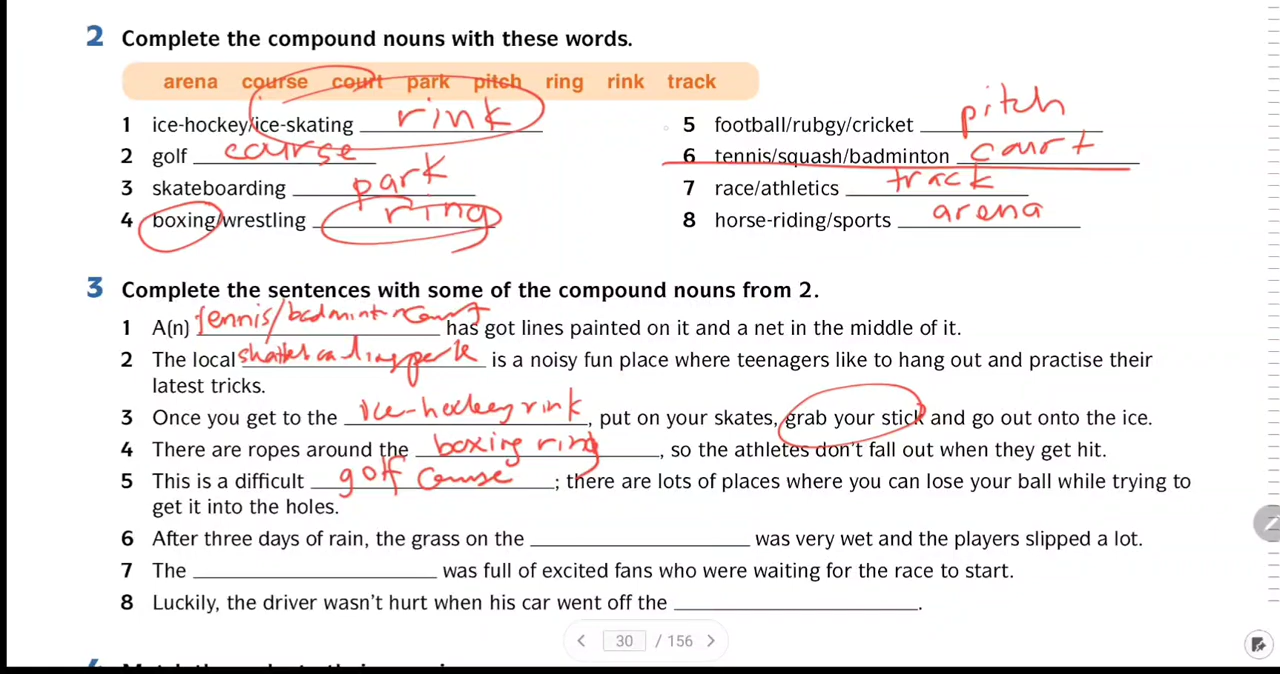 2 Complete the compound nouns with these words.
arena course court park pitch ring rink track
1 ice-hockey/ice-skating rink
2 golf course
3 skateboarding park
4 boxing/wrestling ring
5 football/rubgy/cricket pitch
6 tennis/squash/badminton court
7 race/athletics track
8 horse-riding/sports arena
3 Complete the sentences with some of the compound nouns from 2.
1 A(n) tennis/badminton court has got lines painted on it and a net in the middle of it.
2 The local park is a noisy fun place where teenagers like to hang out and practise their
latest tricks.
3 Once you get to the ice-hockey rink, put on your skates, grab your stick and go out onto the ice.
4 There are ropes around the boxing ring, so the athletes don't fall out when they get hit.
5 This is a difficult golf course; there are lots of places where you can lose your ball while trying to
get it into the holes.
6 After three days of rain, the grass on the ____ was very wet and the players slipped a lot.
7 The ____ was full of excited fans who were waiting for the race to start.
8 Luckily, the driver wasn't hurt when his car went off the ____.
< 30 / 156 >